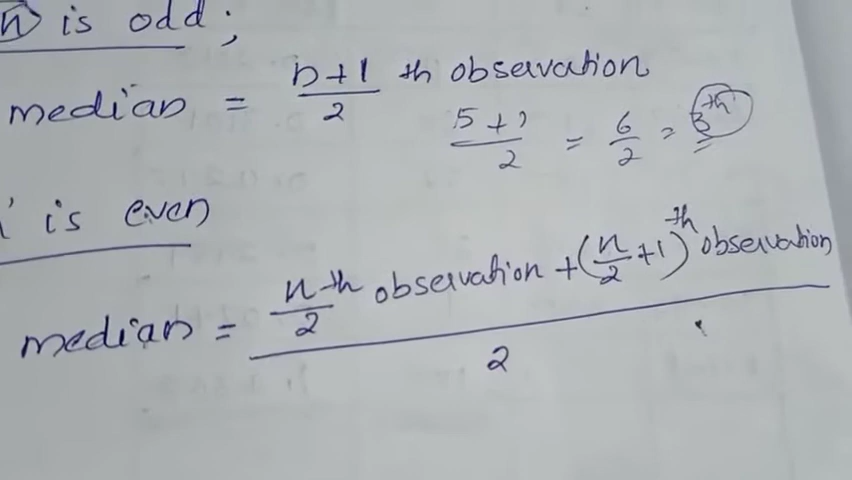 n is odd ;
median = n+1/2 th observation
5+1/2 = 6/2 = 3th
n' is even
median = n/2 th observation + (n/2 + 1)th observation / 2